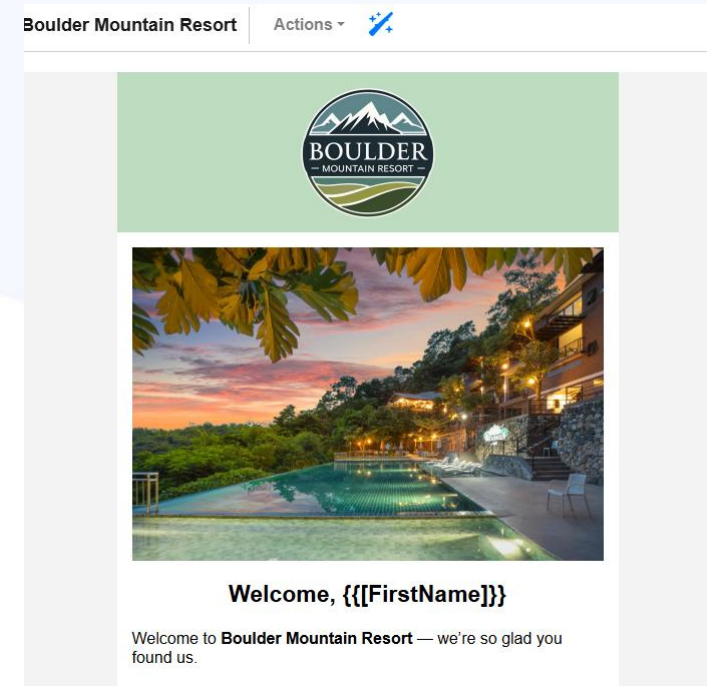 Boulder Mountain Resort
Actions
BOULDER
— MOUNTAIN RESORT —
Welcome, {{[FirstName]}}
Welcome to Boulder Mountain Resort — we’re so glad you
found us.